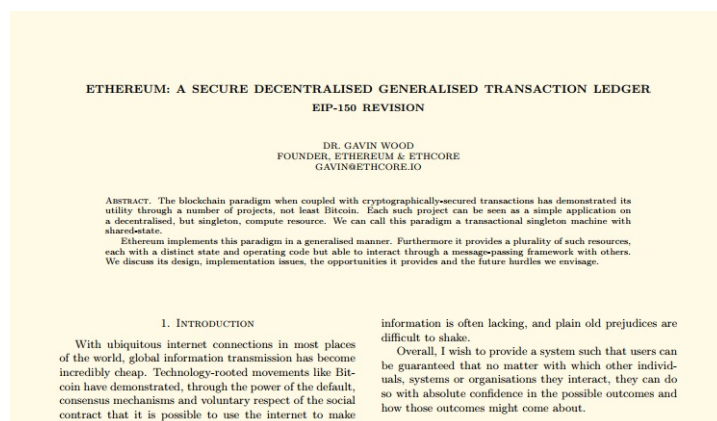 ETHEREUM: A SECURE DECENTRALISED GENERALISED TRANSACTION LEDGER
EIP-150 REVISION
DR. GAVIN WOOD
FOUNDER, ETHEREUM & ETHCORE
GAVIN@ETHCORE.IO
ABSTRACT. The blockchain paradigm when coupled with cryptographically-secured transactions has demonstrated its
utility through a number of projects, not least Bitcoin. Each such project can be seen as a simple application on
a decentralised, but singleton, compute resource. We can call this paradigm a transactional singleton machine with
shared-state.
Ethereum implements this paradigm in a generalised manner. Furthermore it provides a plurality of such resources,
each with a distinct state and operating code but able to interact through a message-passing framework with others.
We discuss its design, implementation issues, the opportunities it provides and the future hurdles we envisage.
1. INTRODUCTION
With ubiquitous internet connections in most places
of the world, global information transmission has become
incredibly cheap. Technology-rooted movements like Bit-
coin have demonstrated, through the power of the default,
consensus mechanisms and voluntary respect of the social
contract that it is possible to use the internet to make
information is often lacking, and plain old prejudices are
difficult to shake.
Overall, I wish to provide a system such that users can
be guaranteed that no matter with which other individ-
uals, systems or organisations they interact, they can do
so with absolute confidence in the possible outcomes and
how those outcomes might come about.